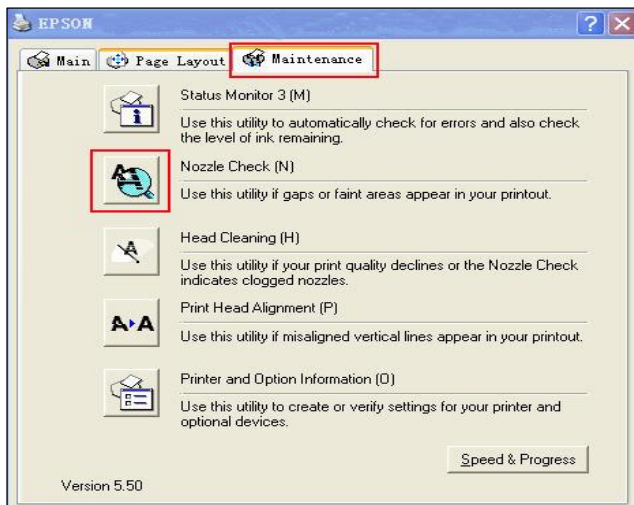 EPSON
Main
Page Layout
Maintenance
Status Monitor 3 (M)
Use this utility to automatically check for errors and also check
the level of ink remaining.
Nozzle Check (N)
Use this utility if gaps or faint areas appear in your printout.
Head Cleaning (H)
Use this utility if your print quality declines or the Nozzle Check
indicates clogged nozzles.
Print Head Alignment (P)
Use this utility if misaligned vertical lines appear in your printout.
Printer and Option Information (O)
Use this utility to create or verify settings for your printer and
optional devices.
Speed & Progress
Version 5.50